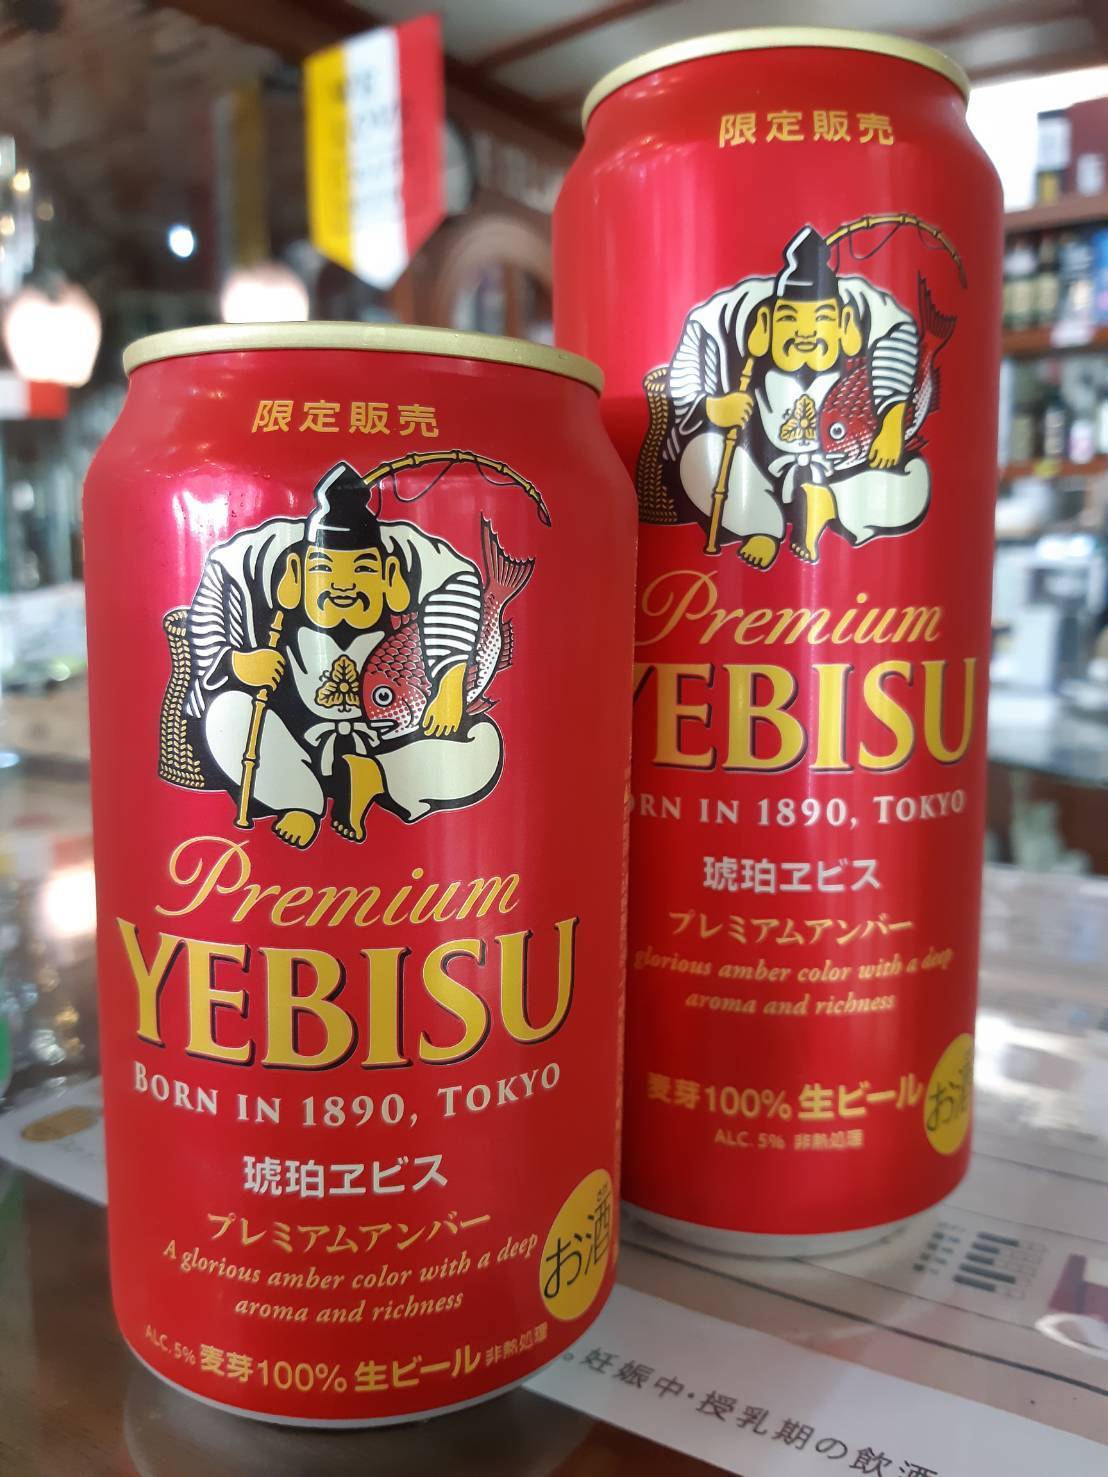 限定販売
Premium
YEBISU
BORN IN 1890, TOKYO
琥珀ヱビス
プレミアムアンバー
A glorious amber color with a deep
aroma and richness
お酒
ALC.5% 麦芽100% 生ビール 非熱処理
限定販売
Premium
YEBISU
ORN IN 1890, TOKYO
琥珀ヱビス
プレミアムアンバー
glorious amber color with a deep
aroma and richness
麦芽100% 生ビール
お酒
ALC. 5% 非熱処理
。妊娠中・授乳期の飲酒